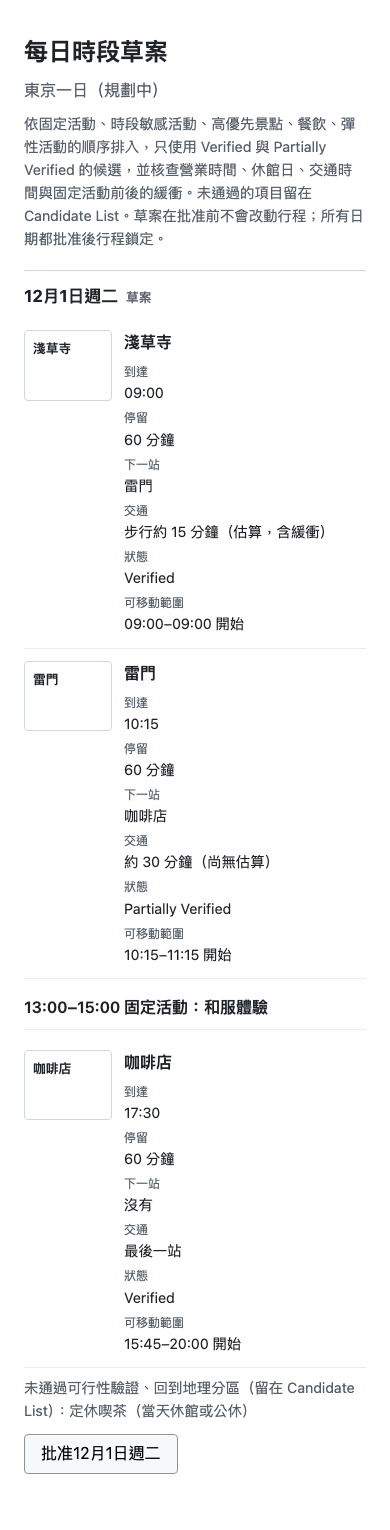 每日時段草案
東京一日（規劃中）
依固定活動、時段敏感活動、高優先景點、餐飲、彈
性活動的順序排入，只使用 Verified 與 Partially
Verified 的候選，並核查營業時間、休館日、交通時
間與固定活動前後的緩衝。未通過的項目留在
Candidate List。草案在批准前不會改動行程；所有日
期都批准後行程鎖定。
12月1日週二 草案
淺草寺
淺草寺
到達
09:00
停留
60 分鐘
下一站
雷門
交通
步行約 15 分鐘（估算，含緩衝）
狀態
Verified
可移動範圍
09:00–09:00 開始
雷門
雷門
到達
10:15
停留
60 分鐘
下一站
咖啡店
交通
約 30 分鐘（尚無估算）
狀態
Partially Verified
可移動範圍
10:15–11:15 開始
13:00–15:00 固定活動：和服體驗
咖啡店
咖啡店
到達
17:30
停留
60 分鐘
下一站
沒有
交通
最後一站
狀態
Verified
可移動範圍
15:45–20:00 開始
未通過可行性驗證、回到地理分區（留在 Candidate
List）：定休喫茶（當天休館或公休）
批准12月1日週二